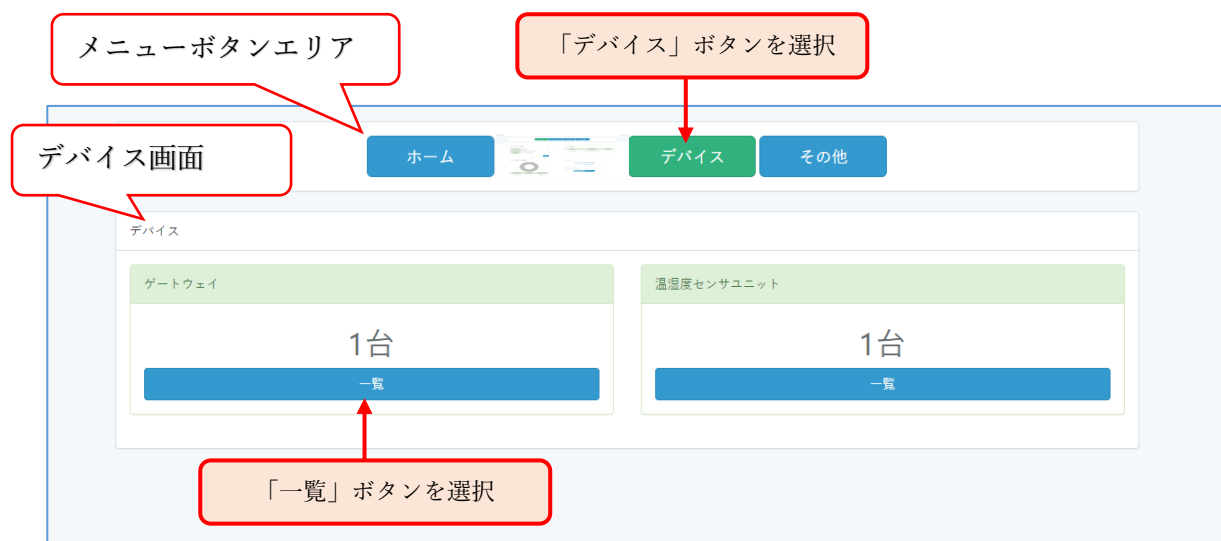 メニューボタンエリア
「デバイス」ボタンを選択
デバイス画面
ホーム
デバイス
その他
デバイス
ゲートウェイ
温湿度センサユニット
1台
1台
一覧
一覧
「一覧」ボタンを選択